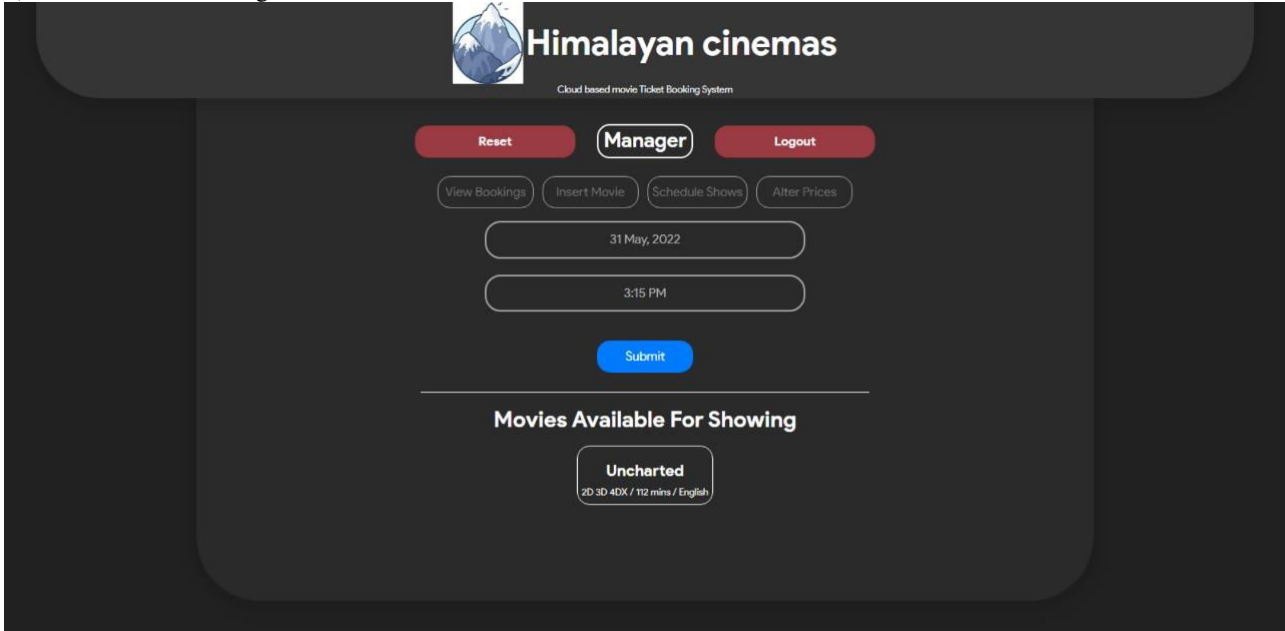 Himalayan cinemas
Cloud based movie Ticket Booking System
Reset Manager Logout
View Bookings Insert Movie Schedule Shows Alter Prices
31 May, 2022
3:15 PM
Submit
Movies Available For Showing
Uncharted
2D 3D 4DX / 112 mins / English